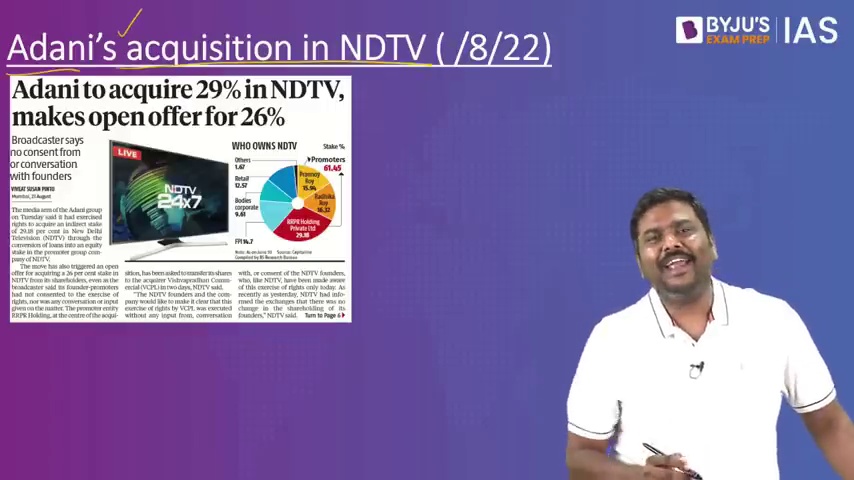 Adani's acquisition in NDTV ( /8/22)
BYJU'S
EXAM PREP
IAS
Adani to acquire 29% in NDTV,
makes open offer for 26%
Broadcaster says
no consent from
or conversation
with founders
VIVEAT SUSAN PINTO
Mumbai, 23 August
The media arm of the Adani group
on Tuesday said it had exercised
rights to acquire an indirect stake
of 29.18 per cent in New Delhi
Television (NDTV) through the
conversion of loans into an equity
stake in the promoter group com-
pany of NDTV.
The move has also triggered an open
offer for acquiring a 26 per cent stake in
NDTV from its shareholders, even as the
broadcaster said its founder-promoters
had not consented to the exercise of
rights, nor was any conversation or input
given on the matter. The promoter entity
RRPR Holding, at the centre of the acqui-
LIVE
NDTV
24x7
WHO OWNS NDTV
Stake %
Others
1.67
Retail
12.57
Bodies
corporate
9.61
FPI 14.7
Promoters
61.45
Prannoy
Roy
15.94
Radhika
Roy
16.32
RRPR Holding
Private Ltd
29.18
Note: As on June 30 Source: Capitaline
Compiled by BS Research Bureau
sition, has been asked to transfer its shares
to the acquirer Vishvapradhan Comm-
ercial (VCPL) in two days, NDTV said.
"The NDTV founders and the com-
pany would like to make it clear that this
exercise of rights by VCPL was executed
without any input from, conversation
with, or consent of the NDTV founders,
who, like NDTV, have been made aware
of this exercise of rights only today. As
recently as yesterday, NDTV had infor-
med the exchanges that there was no
change in the shareholding of its
founders," NDTV said.
Turn to Page 6